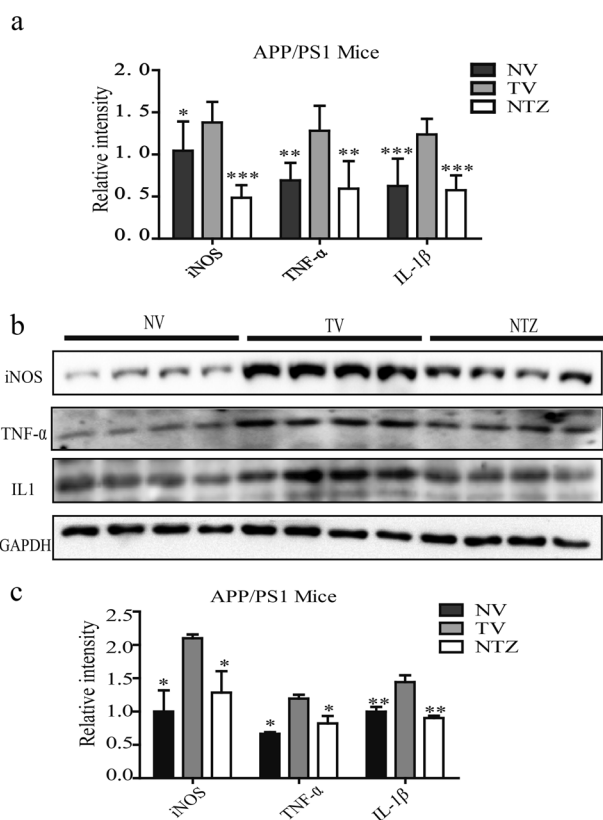 a
APP/PS1 Mice
Relative intensity
2.0
1.5
1.0
0.5
0.0
NV
TV
NTZ
*
***
**
**
***
***
iNOS
TNF-α
IL-1β
b
NV TV NTZ
iNOS
TNF-α
IL1
GAPDH
c
APP/PS1 Mice
Relative intensity
2.5
2.0
1.5
1.0
0.5
0.0
NV
TV
NTZ
*
*
*
*
**
**
iNOS
TNF-α
IL-1β